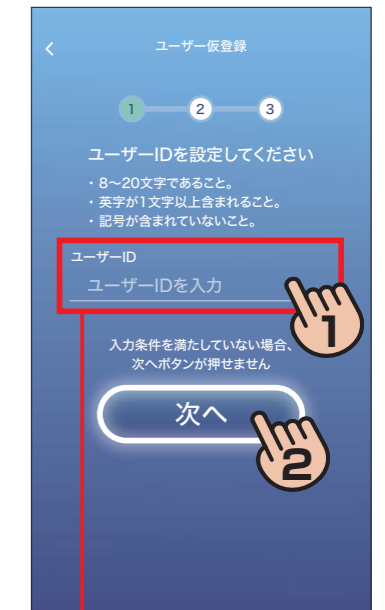 ユーザー仮登録
1 2 3
ユーザーIDを設定してください
・8〜20文字であること。
・英字が1文字以上含まれること。
・記号が含まれていないこと。
ユーザーID
ユーザーIDを入力
1
入力条件を満たしていない場合、
次へボタンが押せません
次へ
2